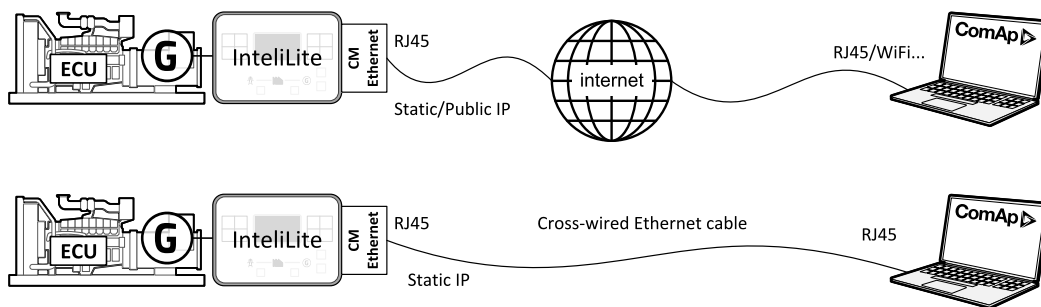 ComAp
RJ45
RJ45/WiFi...
G
InteliLite
CM
Ethernet
ECU
internet
Static/Public IP
ComAp
RJ45
Cross-wired Ethernet cable
RJ45
G
InteliLite
CM
Ethernet
ECU
Static IP